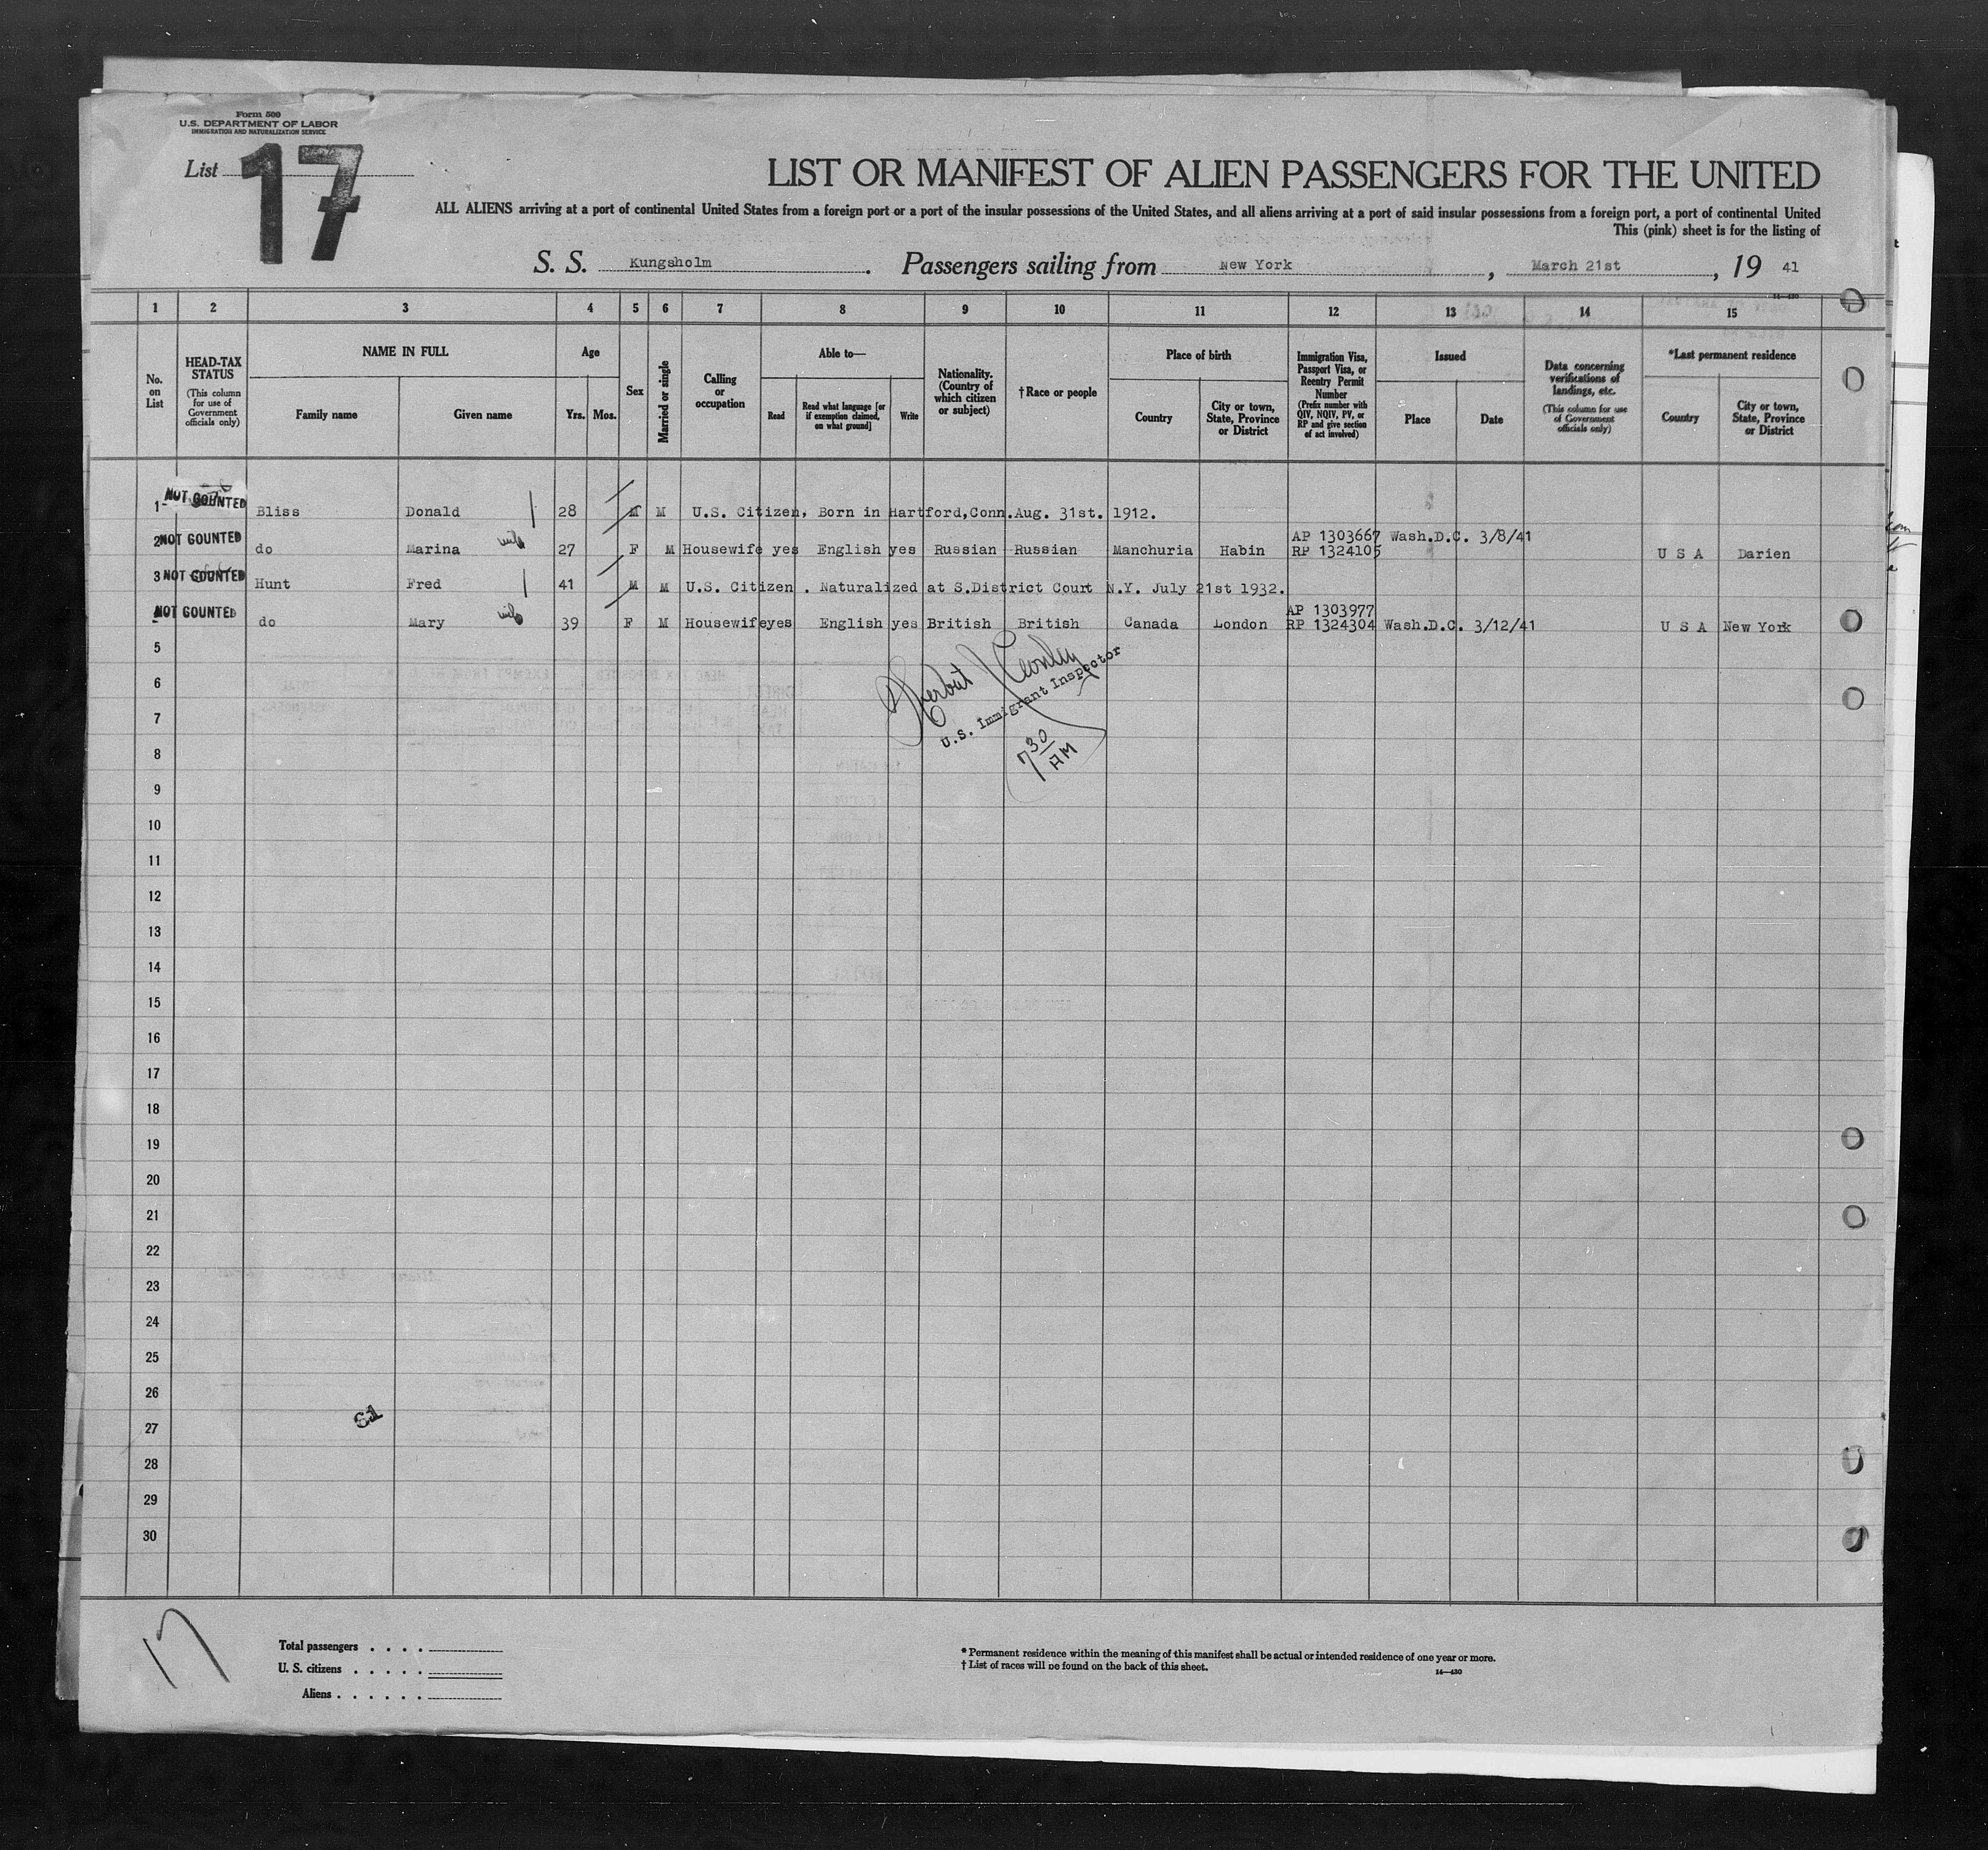 Form 500
U.S. DEPARTMENT OF LABOR
IMMIGRATION AND NATURALIZATION SERVICE
List 17
LIST OR MANIFEST OF ALIEN PASSENGERS FOR THE UNITED
ALL ALIENS arriving at a port of continental United States from a foreign port or a port of the insular possessions of the United States, and all aliens arriving at a port of said insular possessions from a foreign port, a port of continental United
This (pink) sheet is for the listing of
S. S. Kungsholm. Passengers sailing from New York, March 21st, 19 41
14—430
1 2 3 4 5 6 7 8 9 10 11 12 13 14 15
No. on List
HEAD-TAX STATUS
(This column for use of Government officials only)
NAME IN FULL
Family name
Given name
Age
Yrs. Mos.
Sex
Married or single
Calling or occupation
Able to—
Read
Read what language [or if exemption claimed, on what ground]
Write
Nationality. (Country of which citizen or subject)
†Race or people
Place of birth
Country
City or town, State, Province or District
Immigration Visa, Passport Visa, or Reentry Permit Number
(Prefix number with QIV, NQIV, PV, or RP and give section of act involved)
Issued
Place
Date
Data concerning verifications of landings, etc.
(This column for use of Government officials only)
*Last permanent residence
Country
City or town, State, Province or District
1- NOT COUNTED Bliss Donald 28 M M U.S. Citizen, Born in Hartford,Conn.Aug. 31st. 1912.
2 NOT COUNTED do Marina wife 27 F M Housewife yes English yes Russian Russian Manchuria Habin AP 1303667 RP 1324105 Wash.D.C. 3/8/41 U S A Darien
3 NOT COUNTED Hunt Fred 41 M M U.S. Citizen . Naturalized at S.District Court N.Y. July 21st 1932.
NOT COUNTED do Mary wife 39 F M Housewife yes English yes British British Canada London AP 1303977 RP 1324304 Wash.D.C. 3/12/41 U S A New York
5
6
7
8
9
10
11
12
13
14
15
16
17
18
19
20
21
22
23
24
25
26
27
28
29
30
Herbert
U.S. Immigrant Inspector
7 30 AM
61
17
Total passengers . . . .
U. S. citizens . . . . .
Aliens . . . . . .
* Permanent residence within the meaning of this manifest shall be actual or intended residence of one year or more.
† List of races will be found on the back of this sheet.
14—430